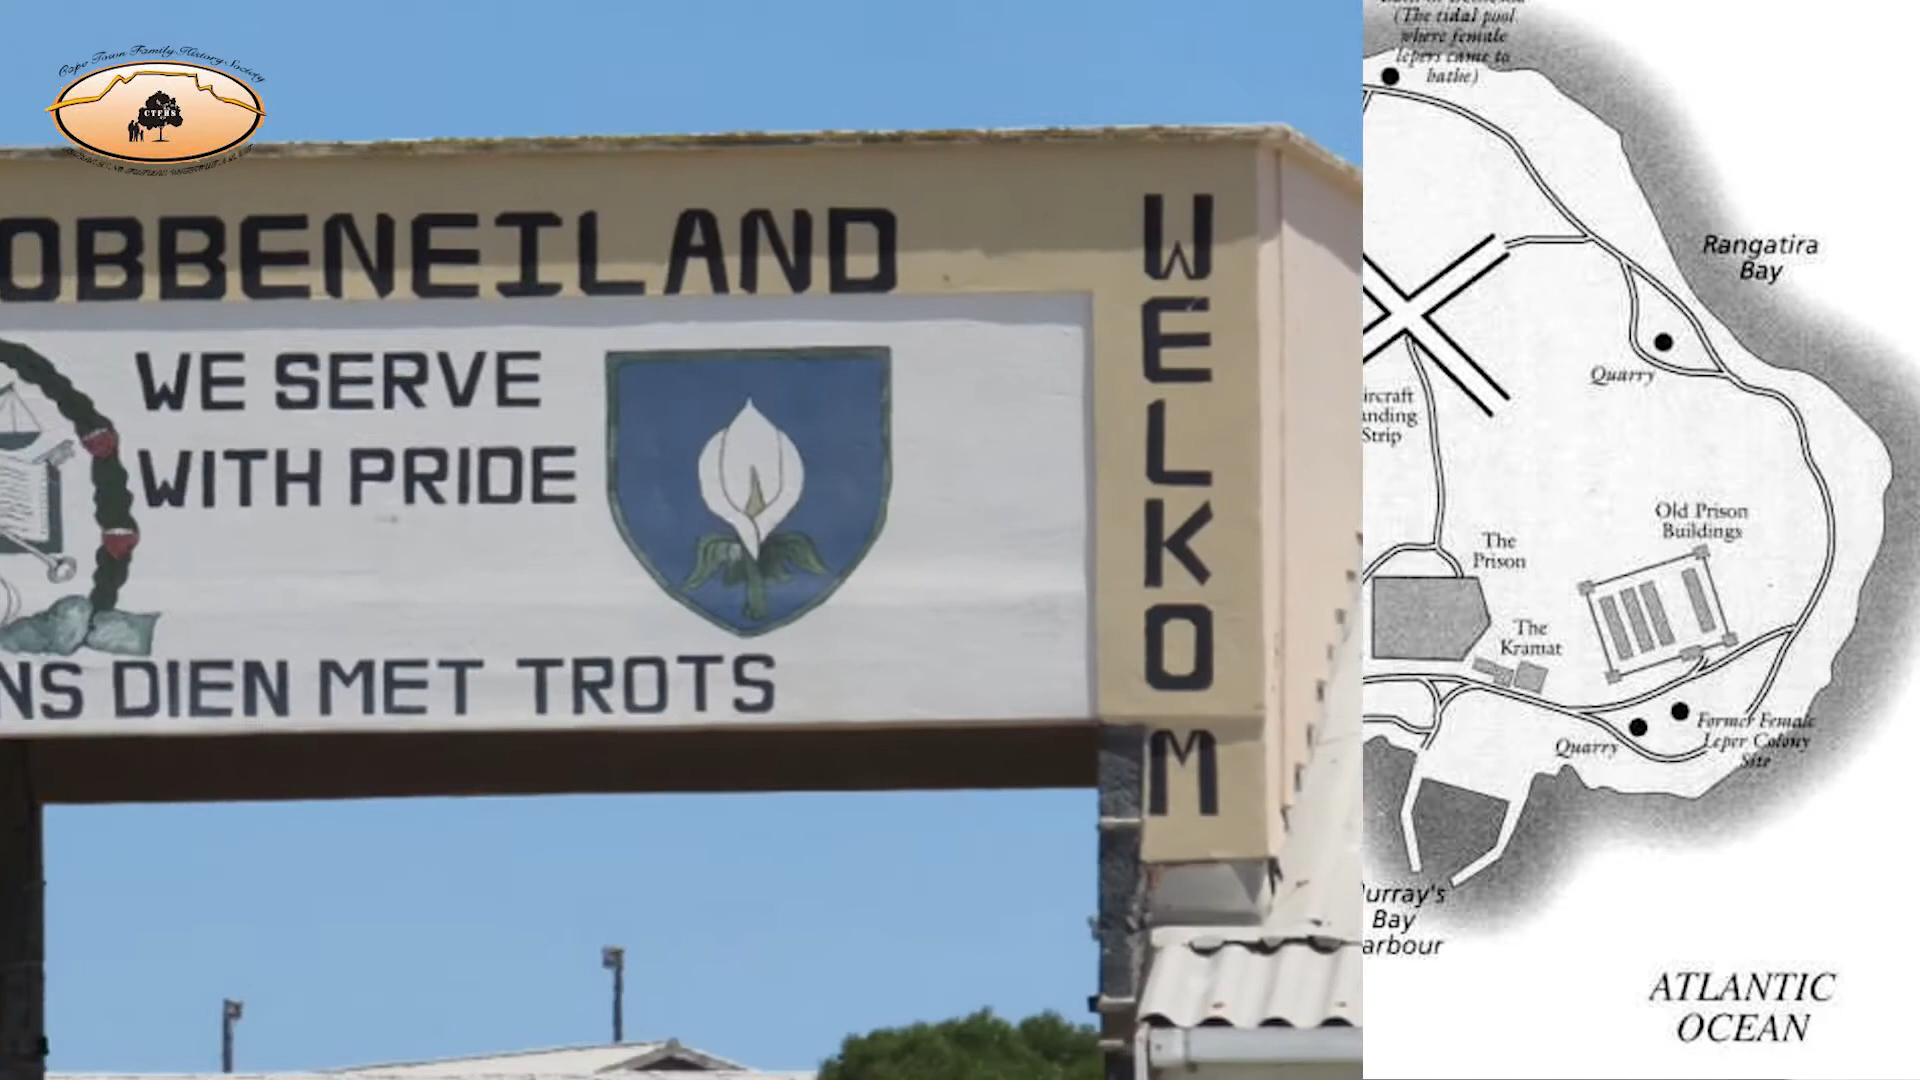 Cape Town Family History Society
CTFHS
OBBENEILAND
WE SERVE
WITH PRIDE
NS DIEN MET TROTS
WELKOM
(The tidal pool
where female
lepers came to
bathe)
Rangatira
Bay
Quarry
ircraft
nding
Strip
Old Prison
Buildings
The
Prison
The
Kramat
Quarry
Former Female
Leper Colony
Site
urray's
Bay
arbour
ATLANTIC
OCEAN